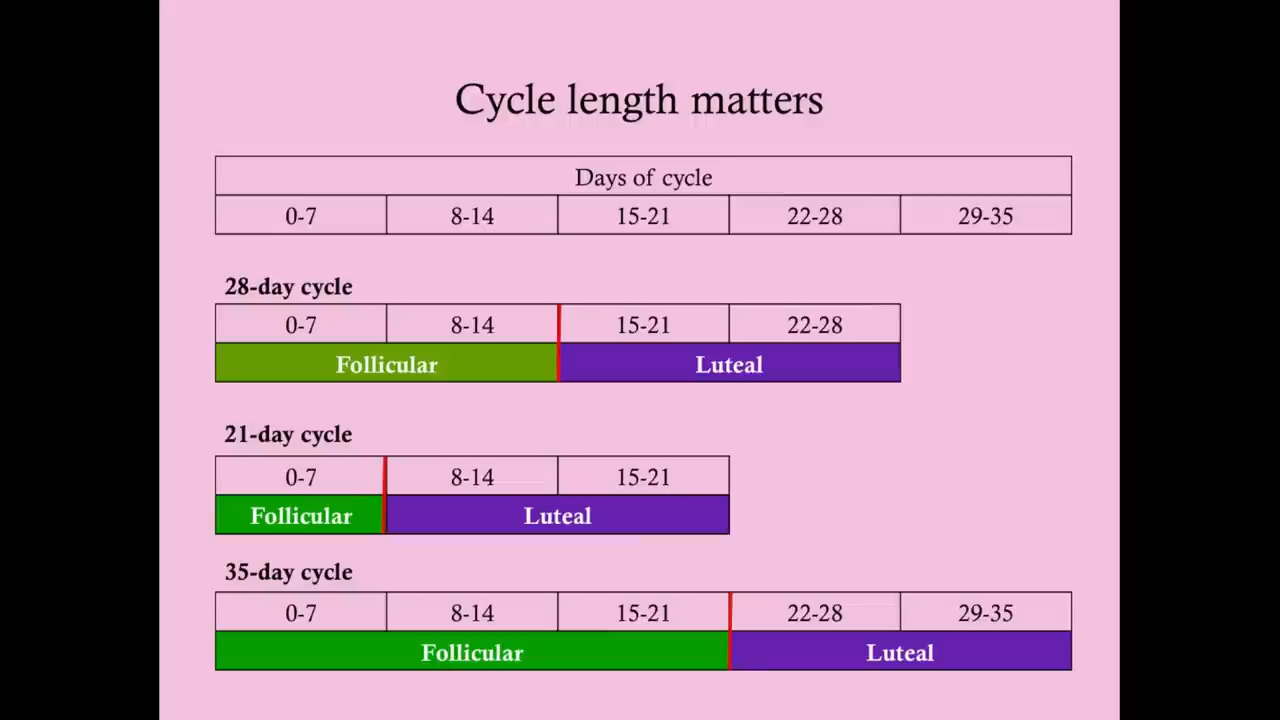 Cycle length matters
Days of cycle
0-7 8-14 15-21 22-28 29-35
28-day cycle
0-7 8-14 15-21 22-28
Follicular Luteal
21-day cycle
0-7 8-14 15-21
Follicular Luteal
35-day cycle
0-7 8-14 15-21 22-28 29-35
Follicular Luteal